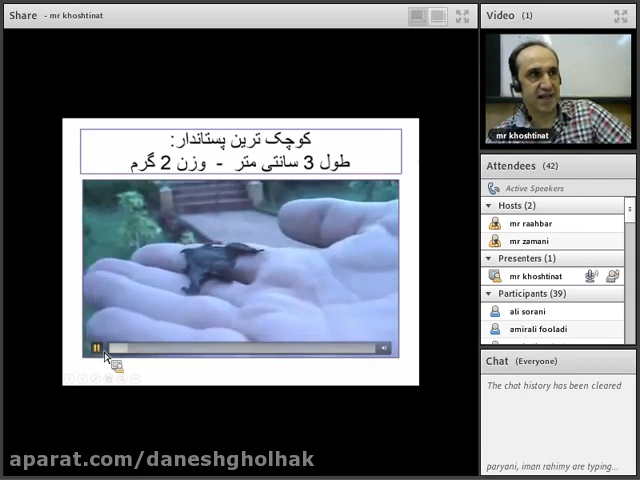 Share - mr khoshtinat
کوچک ترین پستاندار:
طول 3 سانتی متر - وزن 2 گرم
Video (1)
mr khoshtinat
Attendees (42)
Active Speakers
Hosts (2)
mr raahbar
mr zamani
Presenters (1)
mr khoshtinat
Participants (39)
ali sorani
amirali fooladi
Chat (Everyone)
The chat history has been cleared
paryani, iman rahimy are typing...
aparat.com/daneshgholhak